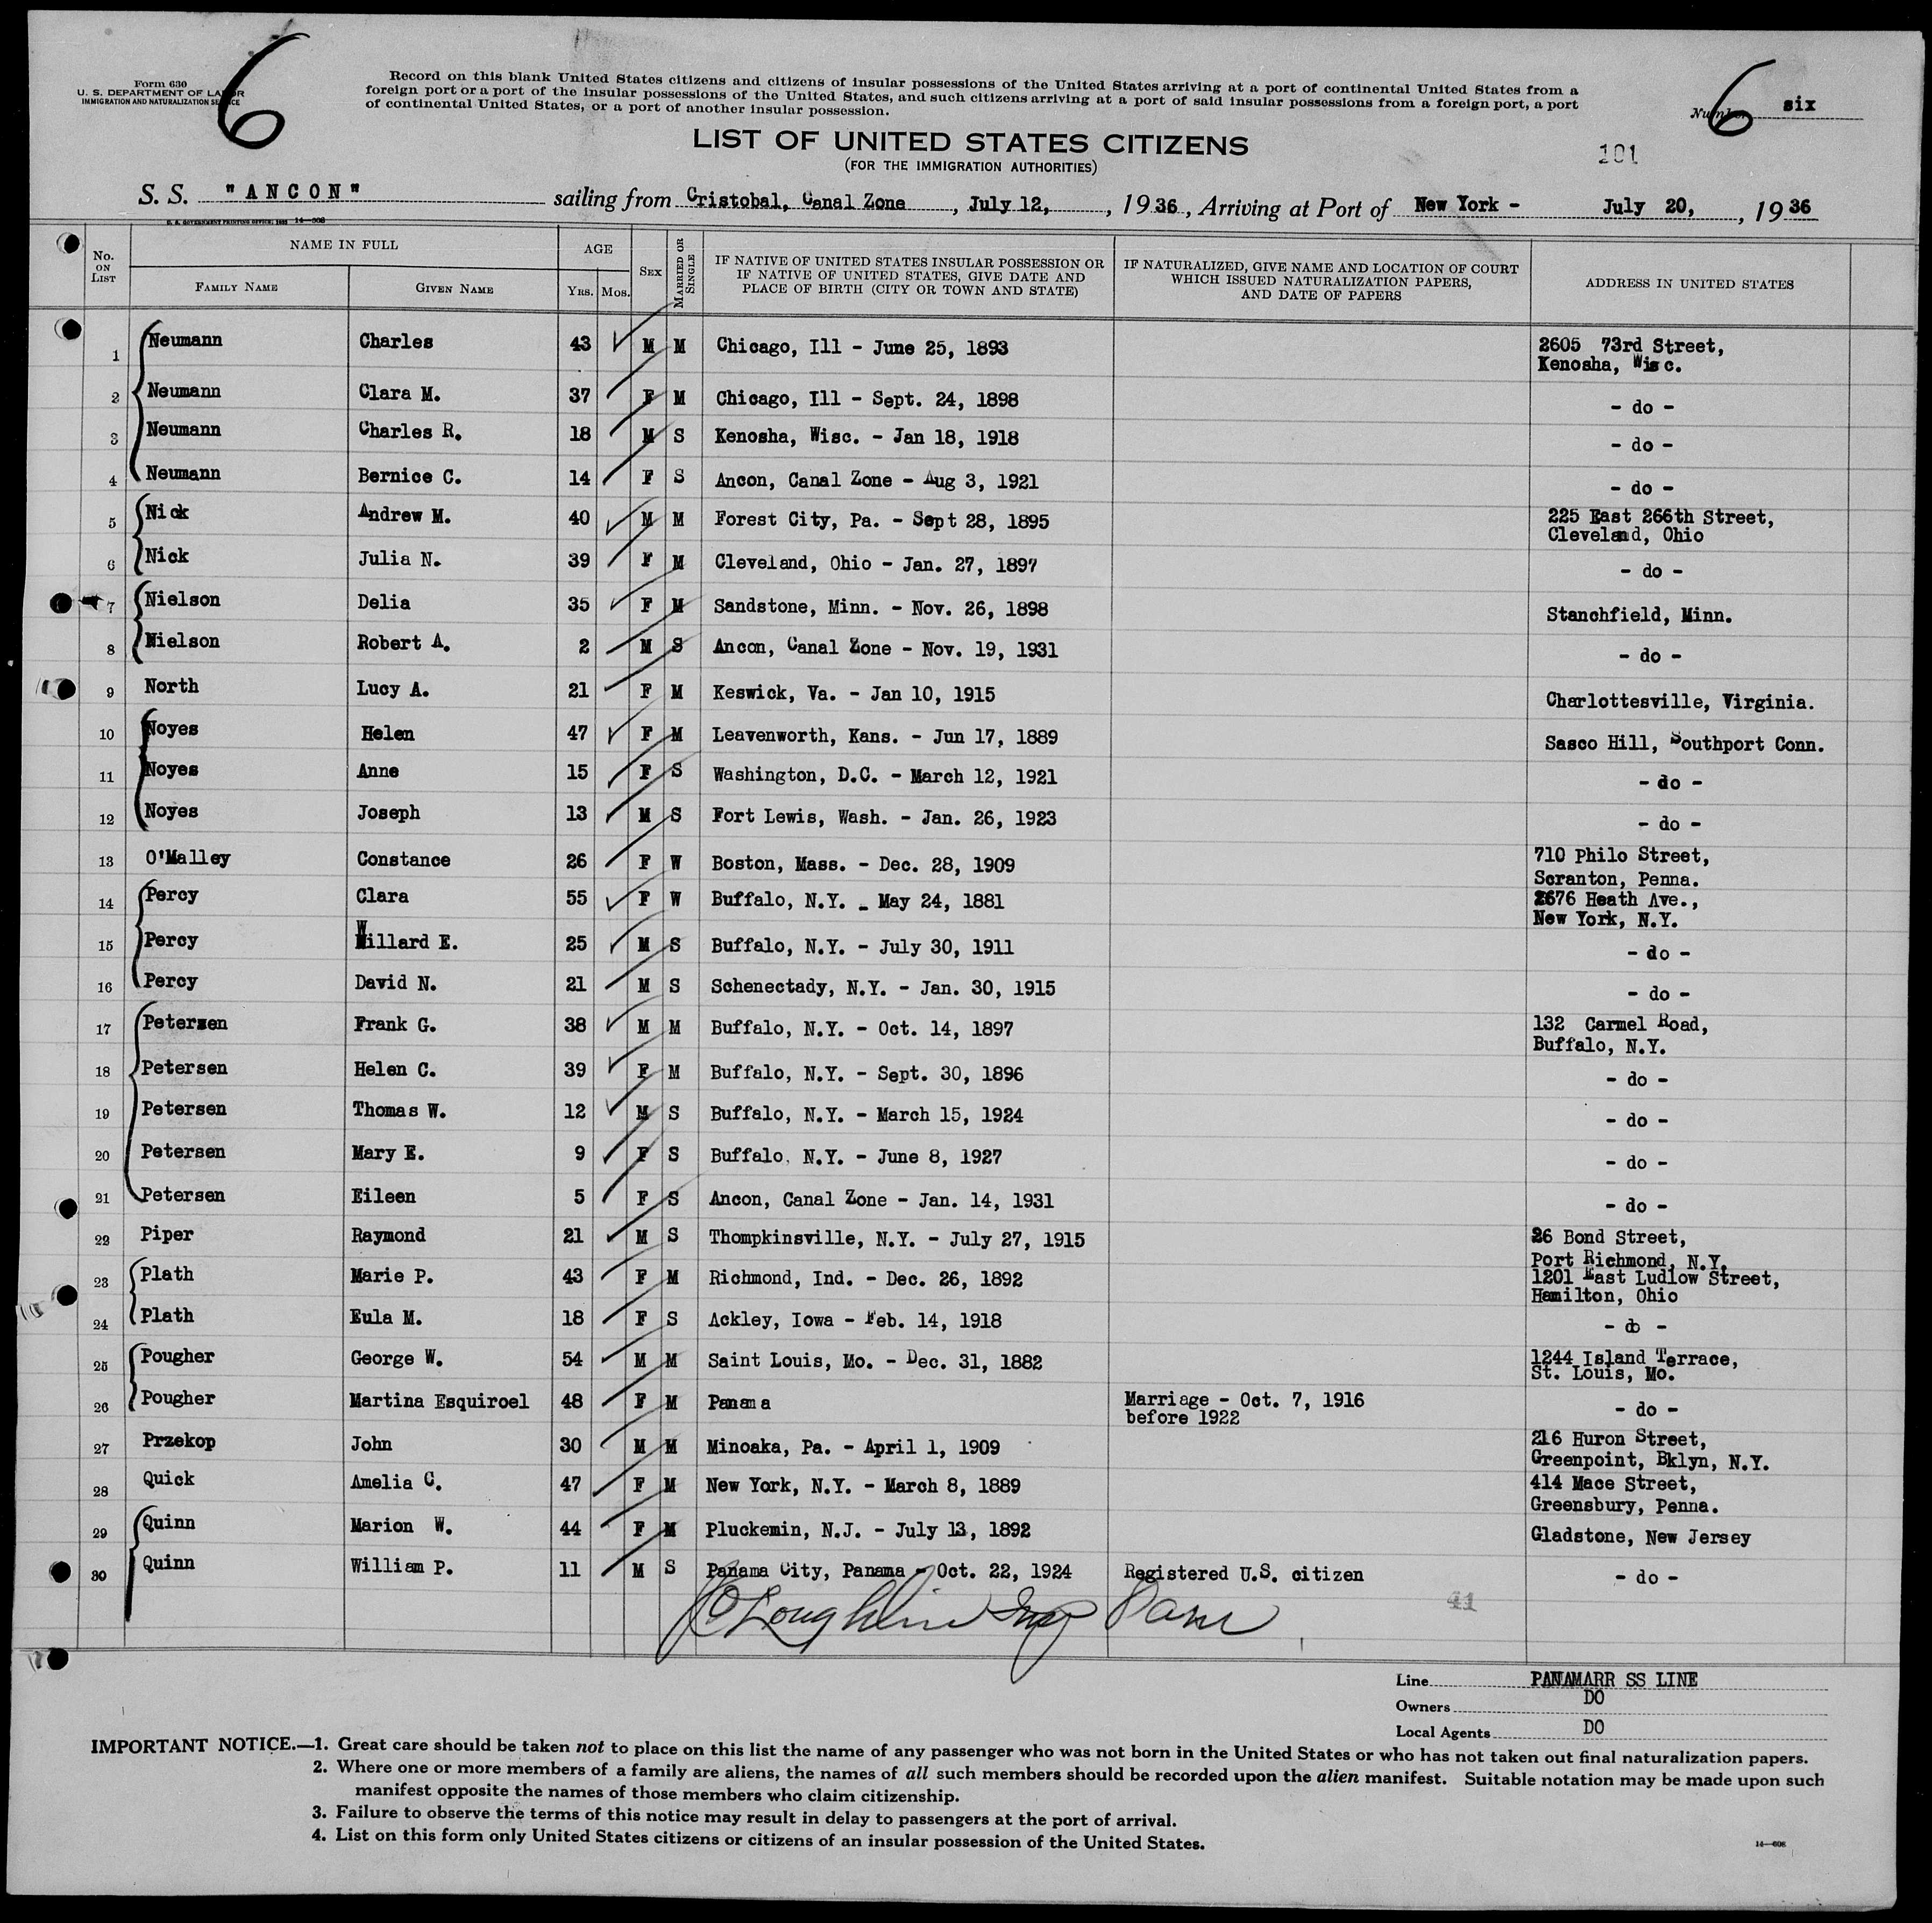 6
Form 630
U. S. DEPARTMENT OF LABOR
IMMIGRATION AND NATURALIZATION SERVICE
Record on this blank United States citizens and citizens of insular possessions of the United States arriving at a port of continental United States from a
foreign port or a port of the insular possessions of the United States, and such citizens arriving at a port of said insular possessions from a foreign port, a port
of continental United States, or a port of another insular possession.
Number 6 six
LIST OF UNITED STATES CITIZENS
(FOR THE IMMIGRATION AUTHORITIES)
101
S. S. "ANCON" sailing from Cristobal, Canal Zone, July 12, , 1936, Arriving at Port of New York - July 20, , 1936
U. S. GOVERNMENT PRINTING OFFICE: 1935 14—608
No. ON LIST
NAME IN FULL
FAMILY NAME GIVEN NAME
AGE
YRS. MOS.
SEX
MARRIED OR SINGLE
IF NATIVE OF UNITED STATES INSULAR POSSESSION OR
IF NATIVE OF UNITED STATES, GIVE DATE AND
PLACE OF BIRTH (CITY OR TOWN AND STATE)
IF NATURALIZED, GIVE NAME AND LOCATION OF COURT
WHICH ISSUED NATURALIZATION PAPERS,
AND DATE OF PAPERS
ADDRESS IN UNITED STATES
1 Neumann Charles 43 M M Chicago, Ill - June 25, 1893 2605 73rd Street,
Kenosha, Wisc.
2 Neumann Clara M. 37 F M Chicago, Ill - Sept. 24, 1898 - do -
3 Neumann Charles R. 18 M S Kenosha, Wisc. - Jan 18, 1918 - do -
4 Neumann Bernice C. 14 F S Ancon, Canal Zone - Aug 3, 1921 - do -
5 Nick Andrew M. 40 M M Forest City, Pa. - Sept 28, 1895 225 East 266th Street,
Cleveland, Ohio
6 Nick Julia N. 39 F M Cleveland, Ohio - Jan. 27, 1897 - do -
7 Nielson Delia 35 F M Sandstone, Minn. - Nov. 26, 1898 Stanchfield, Minn.
8 Nielson Robert A. 2 M S Ancon, Canal Zone - Nov. 19, 1931 - do -
9 North Lucy A. 21 F M Keswick, Va. - Jan 10, 1915 Charlottesville, Virginia.
10 Noyes Helen 47 F M Leavenworth, Kans. - Jun 17, 1889 Sasco Hill, Southport Conn.
11 Noyes Anne 15 F S Washington, D.C. - March 12, 1921 - do -
12 Noyes Joseph 13 M S Fort Lewis, Wash. - Jan. 26, 1923 - do -
13 O'Malley Constance 26 F W Boston, Mass. - Dec. 28, 1909 710 Philo Street,
Scranton, Penna.
14 Percy Clara 55 F W Buffalo, N.Y. - May 24, 1881 2676 Heath Ave.,
New York, N.Y.
15 Percy Willard E. 25 M S Buffalo, N.Y. - July 30, 1911 - do -
16 Percy David N. 21 M S Schenectady, N.Y. - Jan. 30, 1915 - do -
17 Petersen Frank G. 38 M M Buffalo, N.Y. - Oct. 14, 1897 132 Carmel Road,
Buffalo, N.Y.
18 Petersen Helen C. 39 F M Buffalo, N.Y. - Sept. 30, 1896 - do -
19 Petersen Thomas W. 12 M S Buffalo, N.Y. - March 15, 1924 - do -
20 Petersen Mary E. 9 F S Buffalo, N.Y. - June 8, 1927 - do -
21 Petersen Eileen 5 F S Ancon, Canal Zone - Jan. 14, 1931 - do -
22 Piper Raymond 21 M S Thompkinsville, N.Y. - July 27, 1915 26 Bond Street,
Port Richmond, N.Y.
23 Plath Marie P. 43 F M Richmond, Ind. - Dec. 26, 1892 1201 East Ludlow Street,
Hamilton, Ohio
24 Plath Eula M. 18 F S Ackley, Iowa - Feb. 14, 1918 - do -
25 Pougher George W. 54 M M Saint Louis, Mo. - Dec. 31, 1882 1244 Island Terrace,
St. Louis, Mo.
26 Pougher Martina Esquiroel 48 F M Panama Marriage - Oct. 7, 1916 - do -
before 1922
27 Przekop John 30 M M Minoaka, Pa. - April 1, 1909 216 Huron Street,
Greenpoint, Bklyn, N.Y.
28 Quick Amelia C. 47 F M New York, N.Y. - March 8, 1889 414 Mace Street,
Greensbury, Penna.
29 Quinn Marion W. 44 F M Pluckemin, N.J. - July 13, 1892 Gladstone, New Jersey
30 Quinn William P. 11 M S Panama City, Panama - Oct. 22, 1924 Registered U.S. citizen - do -
O'Loughlin Insp
41
Line PANAMARR SS LINE
Owners DO
Local Agents DO
IMPORTANT NOTICE.—1. Great care should be taken not to place on this list the name of any passenger who was not born in the United States or who has not taken out final naturalization papers.
2. Where one or more members of a family are aliens, the names of all such members should be recorded upon the alien manifest. Suitable notation may be made upon such
manifest opposite the names of those members who claim citizenship.
3. Failure to observe the terms of this notice may result in delay to passengers at the port of arrival.
4. List on this form only United States citizens or citizens of an insular possession of the United States.
14—608